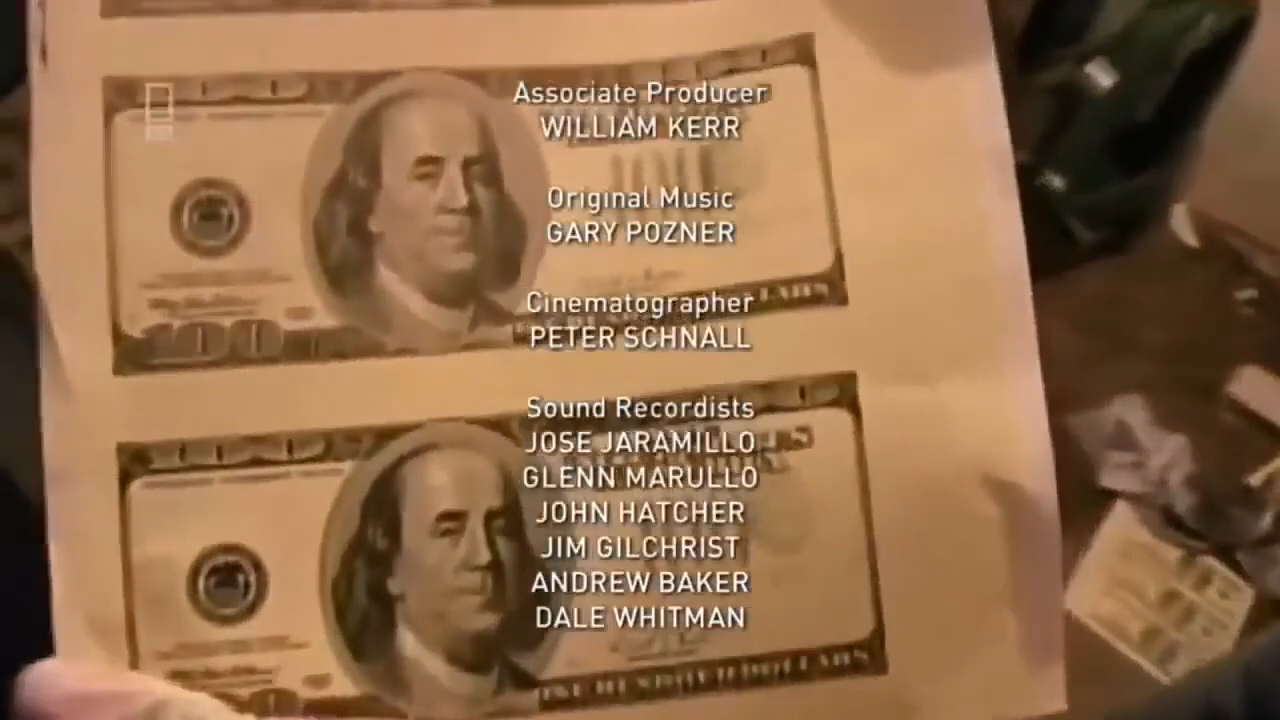 Associate Producer
WILLIAM KERR
Original Music
GARY POZNER
Cinematographer
PETER SCHNALL
Sound Recordists
JOSE JARAMILLO
GLENN MARULLO
JOHN HATCHER
JIM GILCHRIST
ANDREW BAKER
DALE WHITMAN
100